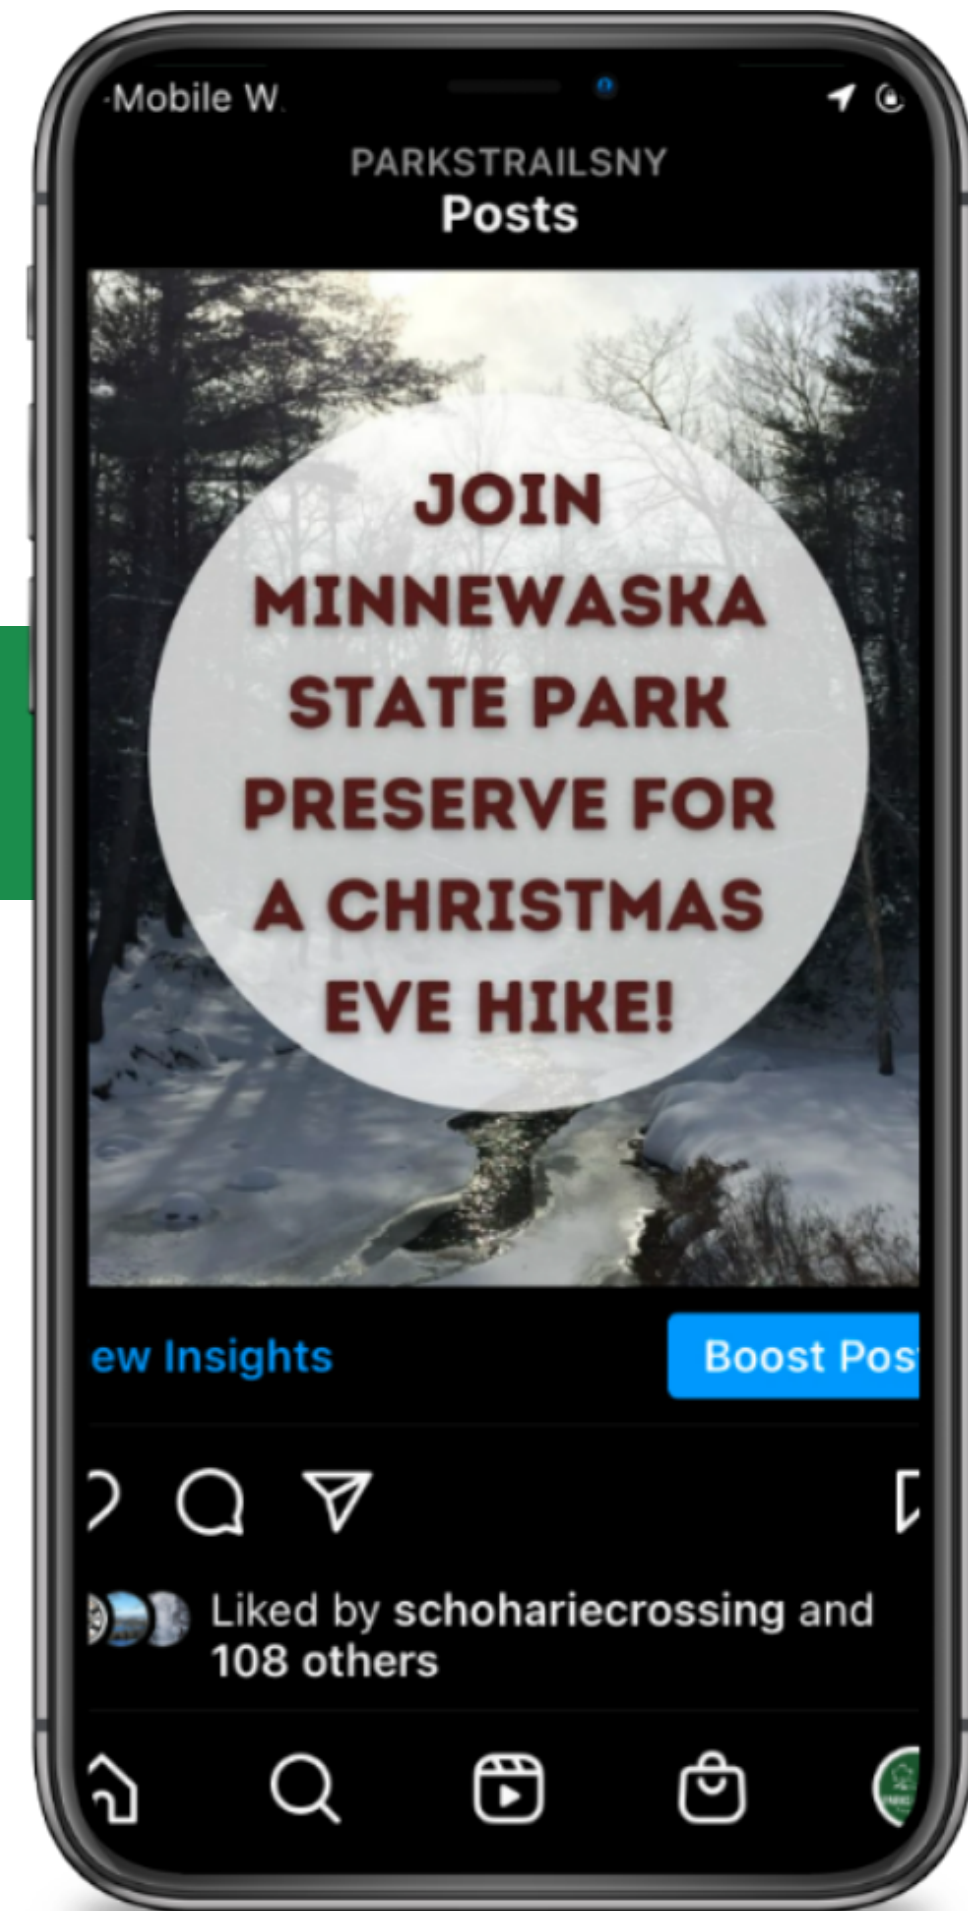 -Mobile W
PARKSTRAILSNY
Posts
JOIN
MINNEWASKA
STATE PARK
PRESERVE FOR
A CHRISTMAS
EVE HIKE!
ew Insights
Boost Pos
Liked by schohariecrossing and
108 others